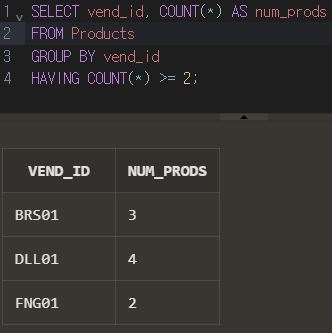 1 SELECT vend_id, COUNT(*) AS num_prods
2 FROM Products
3 GROUP BY vend_id
4 HAVING COUNT(*) >= 2;
VEND_ID NUM_PRODS
BRS01 3
DLL01 4
FNG01 2